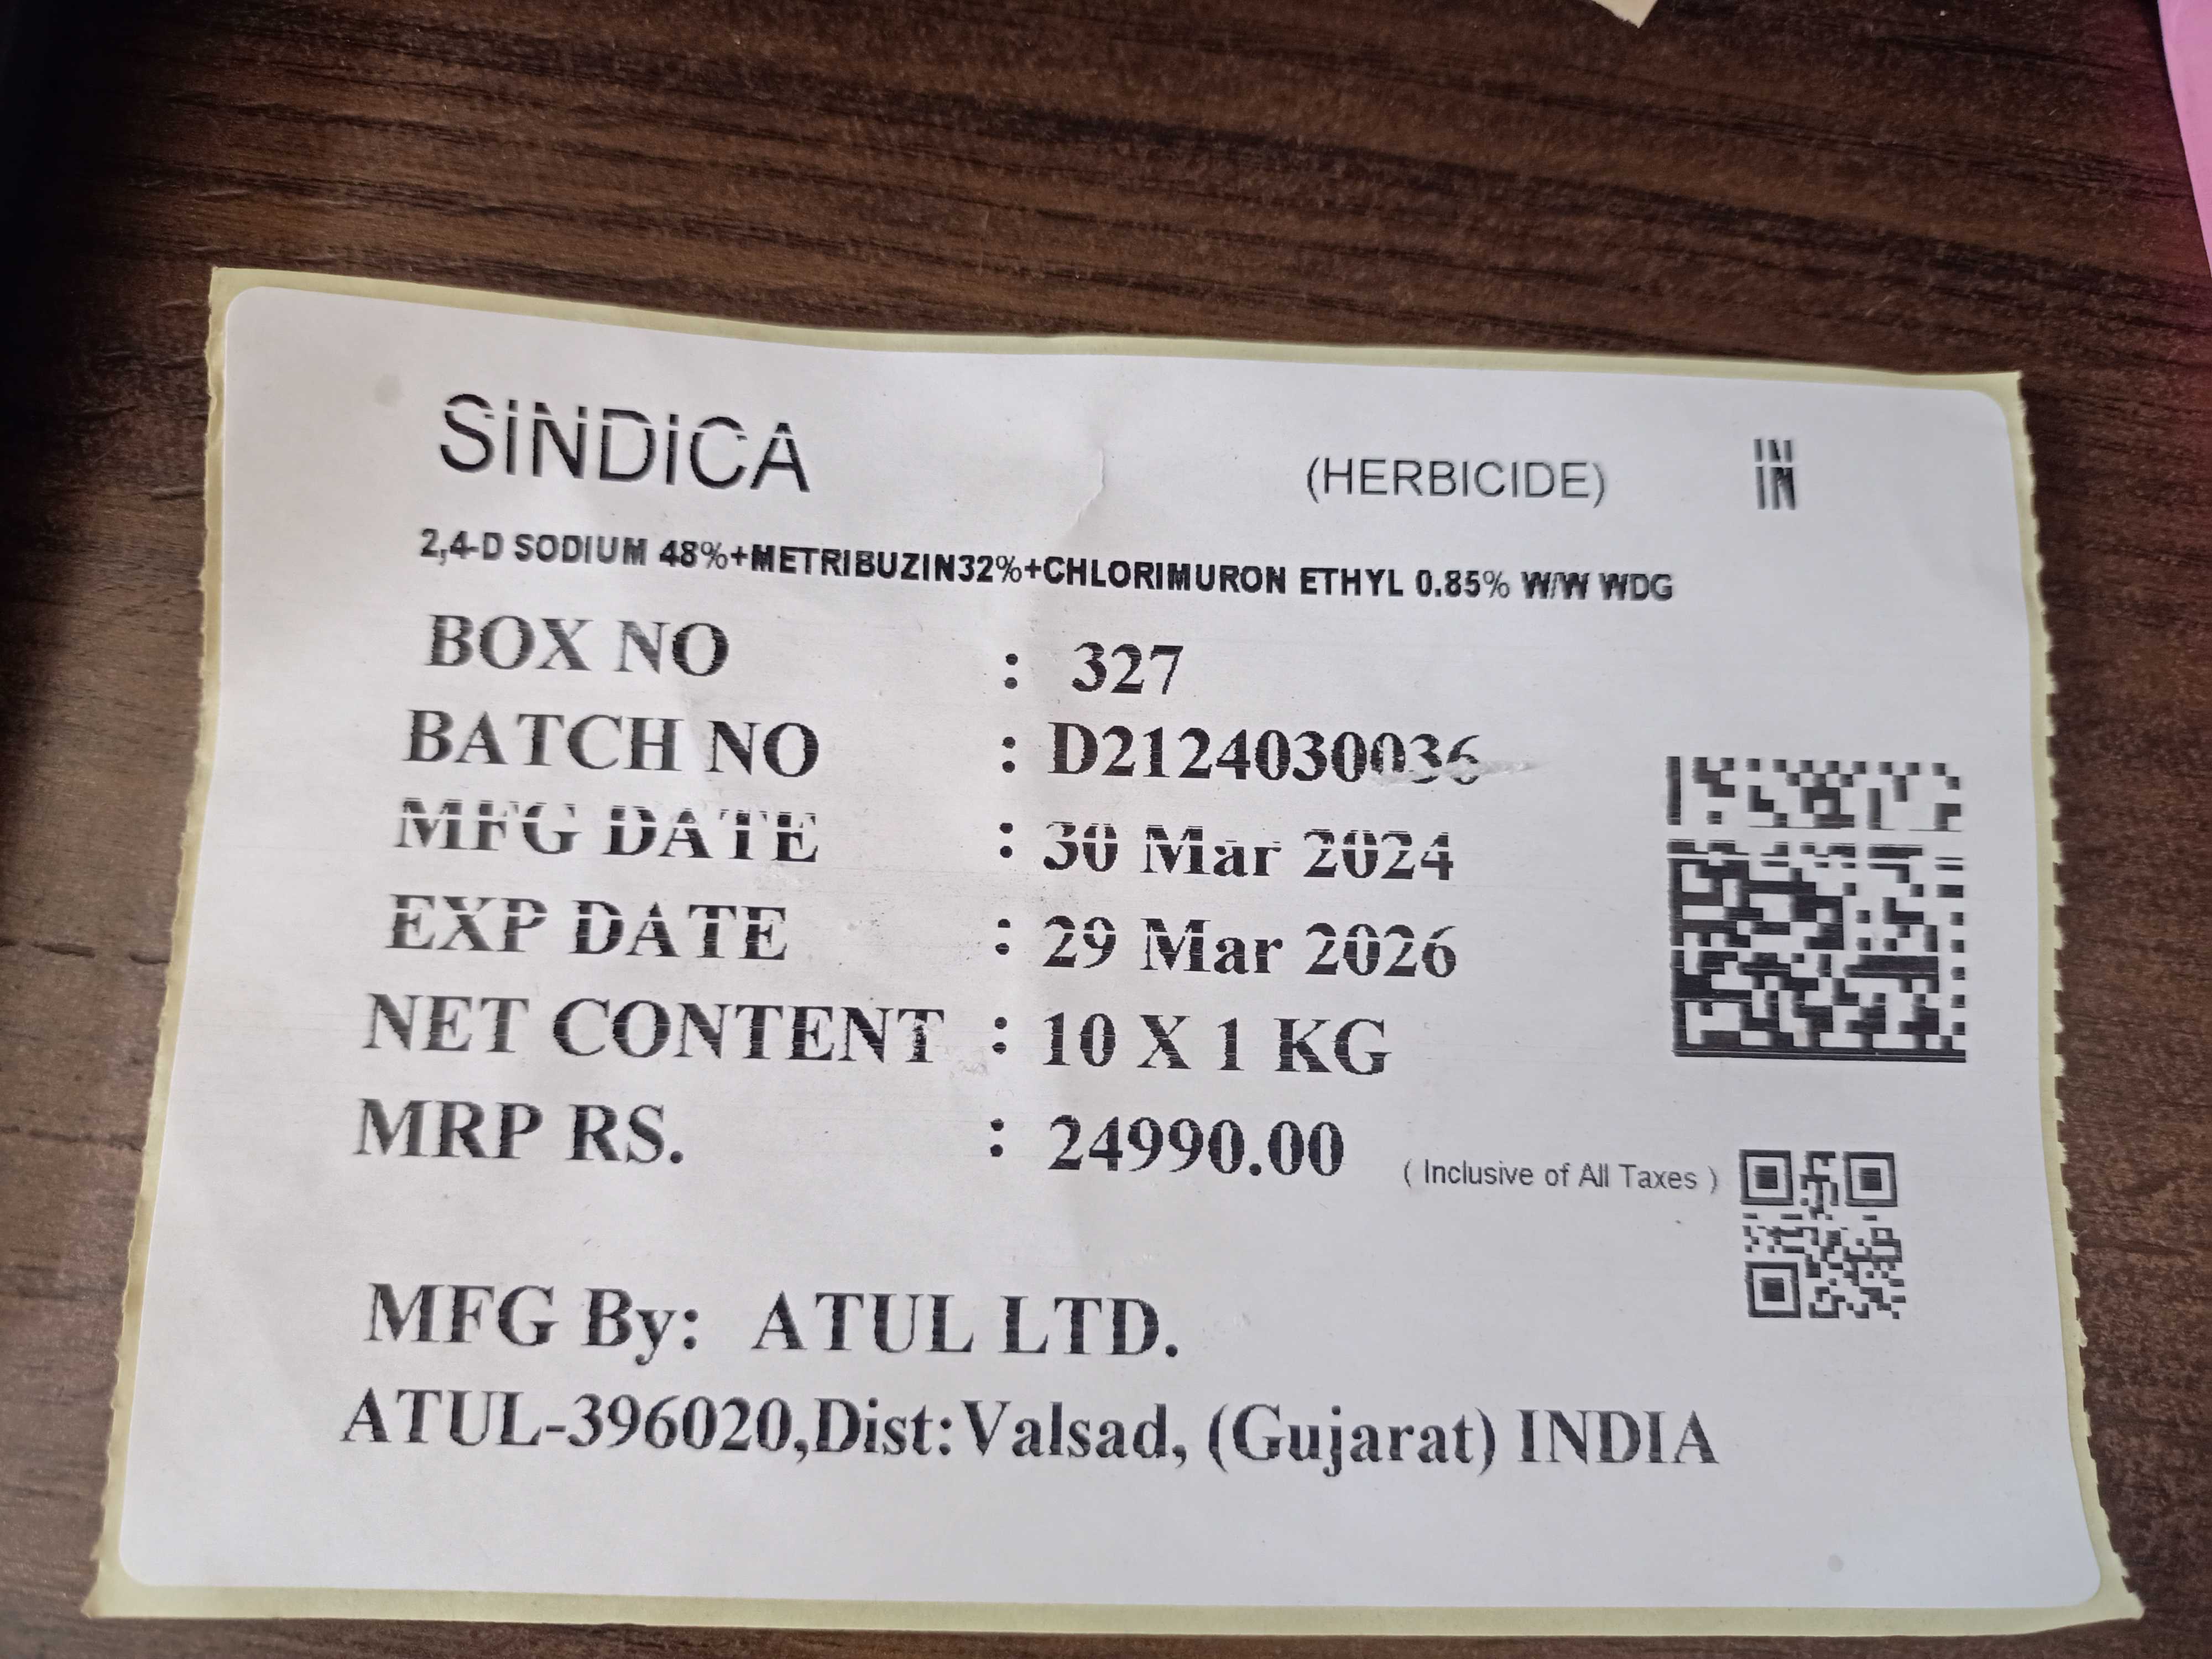 SiNDiCA (HERBICIDE) IN
2,4-D SODIUM 48%+METRIBUZIN32%+CHLORIMURON ETHYL 0.85% W/W WDG
BOX NO : 327
BATCH NO : D2124030036
MFG DATE : 30 Mar 2024
EXP DATE : 29 Mar 2026
NET CONTENT : 10 X 1 KG
MRP RS. : 24990.00 ( Inclusive of All Taxes )
MFG By: ATUL LTD.
ATUL-396020,Dist:Valsad, (Gujarat) INDIA